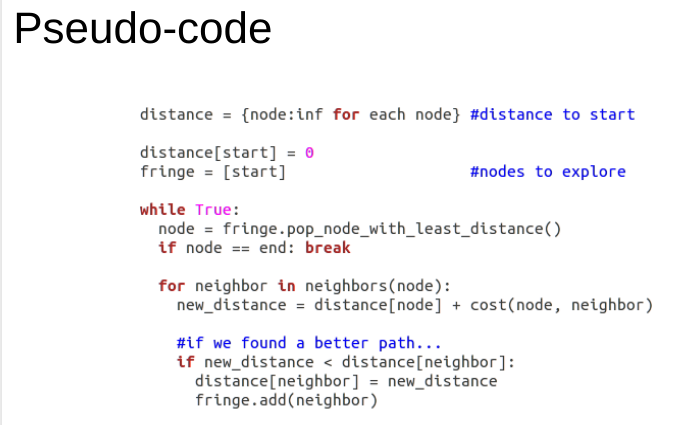 Pseudo-code
distance = {node:inf for each node} #distance to start
distance[start] = 0
fringe = [start] #nodes to explore
while True:
node = fringe.pop_node_with_least_distance()
if node == end: break
for neighbor in neighbors(node):
new_distance = distance[node] + cost(node, neighbor)
#if we found a better path...
if new_distance < distance[neighbor]:
distance[neighbor] = new_distance
fringe.add(neighbor)